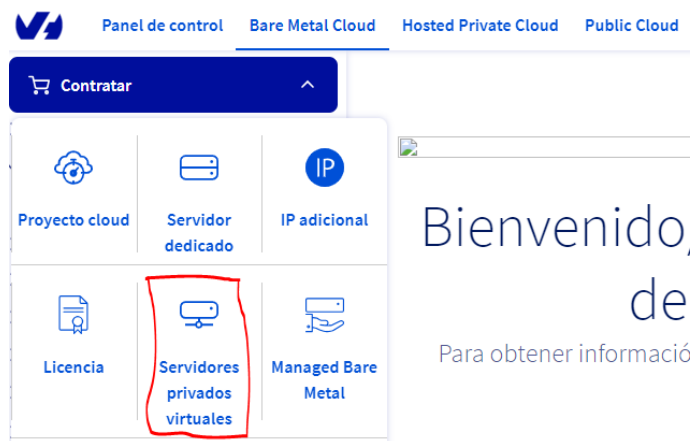 Panel de control Bare Metal Cloud Hosted Private Cloud Public Cloud
Contratar
Proyecto cloud
Servidor
dedicado
IP
IP adicional
Licencia
Servidores
privados
virtuales
Managed Bare
Metal
Bienvenido,
de
Para obtener informació